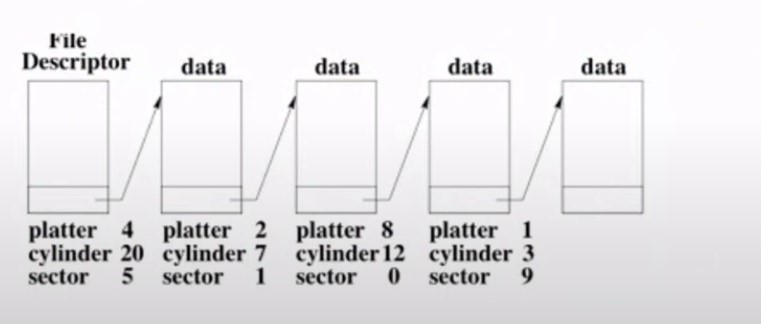 File
Descriptor data data data data
platter 4 platter 2 platter 8 platter 1
cylinder 20 cylinder 7 cylinder 12 cylinder 3
sector 5 sector 1 sector 0 sector 9